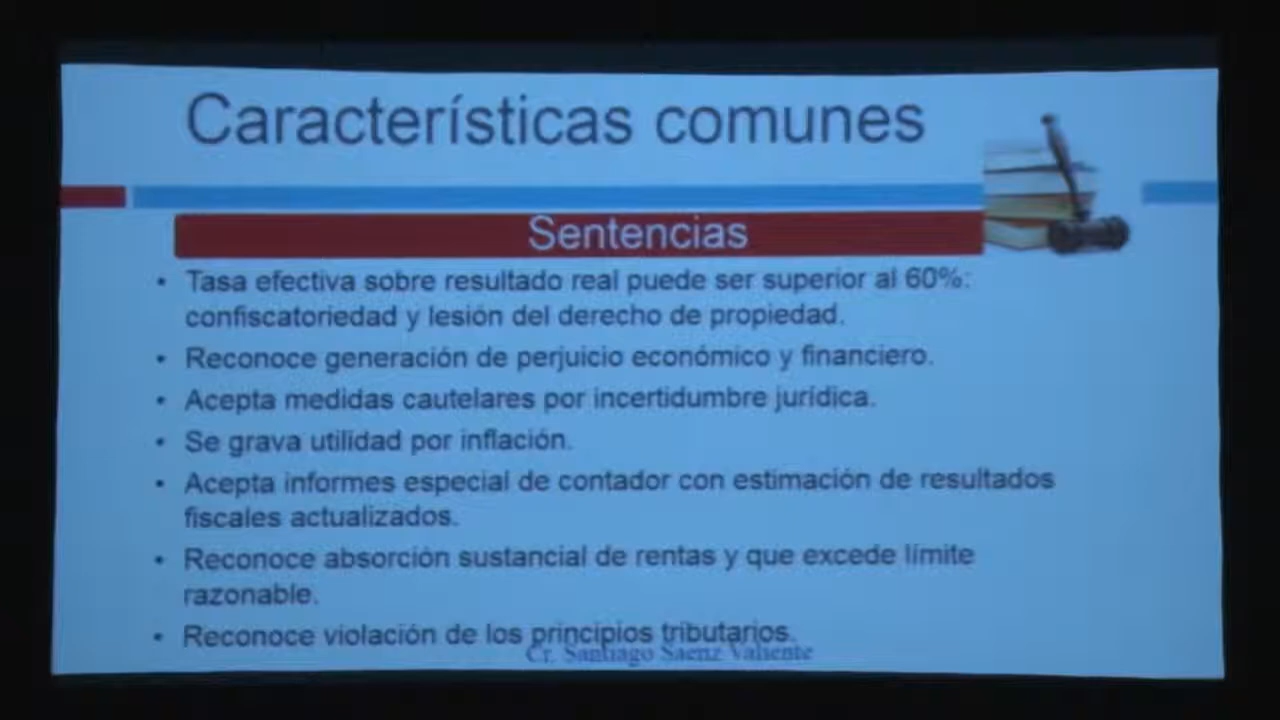 Características comunes
Sentencias
• Tasa efectiva sobre resultado real puede ser superior al 60%:
confiscatoriedad y lesión del derecho de propiedad.
• Reconoce generación de perjuicio económico y financiero.
• Acepta medidas cautelares por incertidumbre jurídica.
• Se grava utilidad por inflación.
• Acepta informes especial de contador con estimación de resultados
fiscales actualizados.
• Reconoce absorción sustancial de rentas y que excede límite
razonable.
• Reconoce violación de los principios tributarios.
Cr. Santiago Saenz Valiente